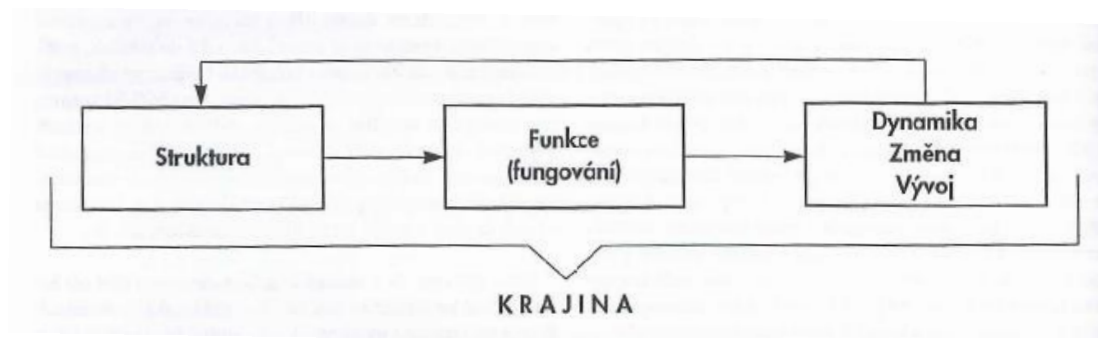 Struktura
Funkce
(fungování)
Dynamika
Změna
Vývoj
KRAJINA